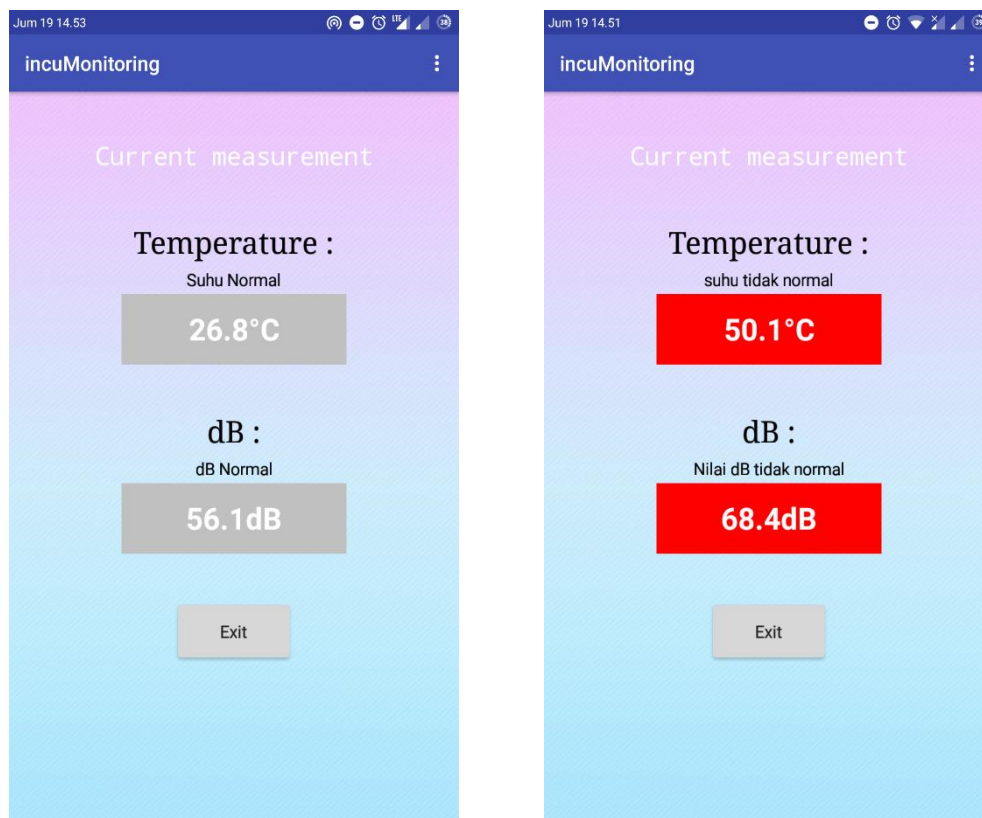 Jum 19 14.53
38
incuMonitoring
Current measurement
Temperature :
Suhu Normal
26.8°C
dB :
dB Normal
56.1dB
Exit
Jum 19 14.51
incuMonitoring
Current measurement
Temperature :
suhu tidak normal
50.1°C
dB :
Nilai dB tidak normal
68.4dB
Exit